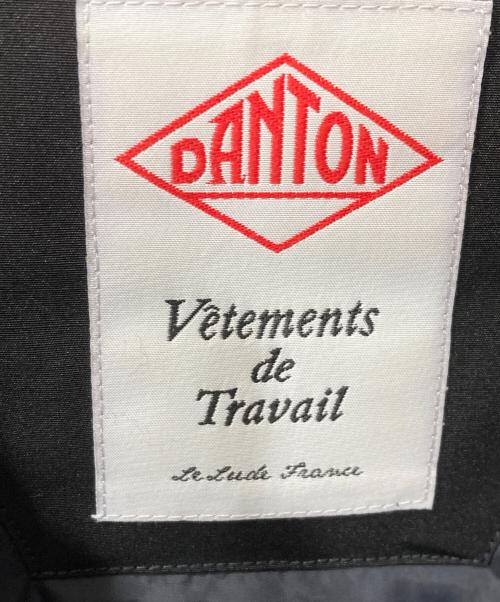 DANTON
Vêtements
de
Travail
Le Lude France